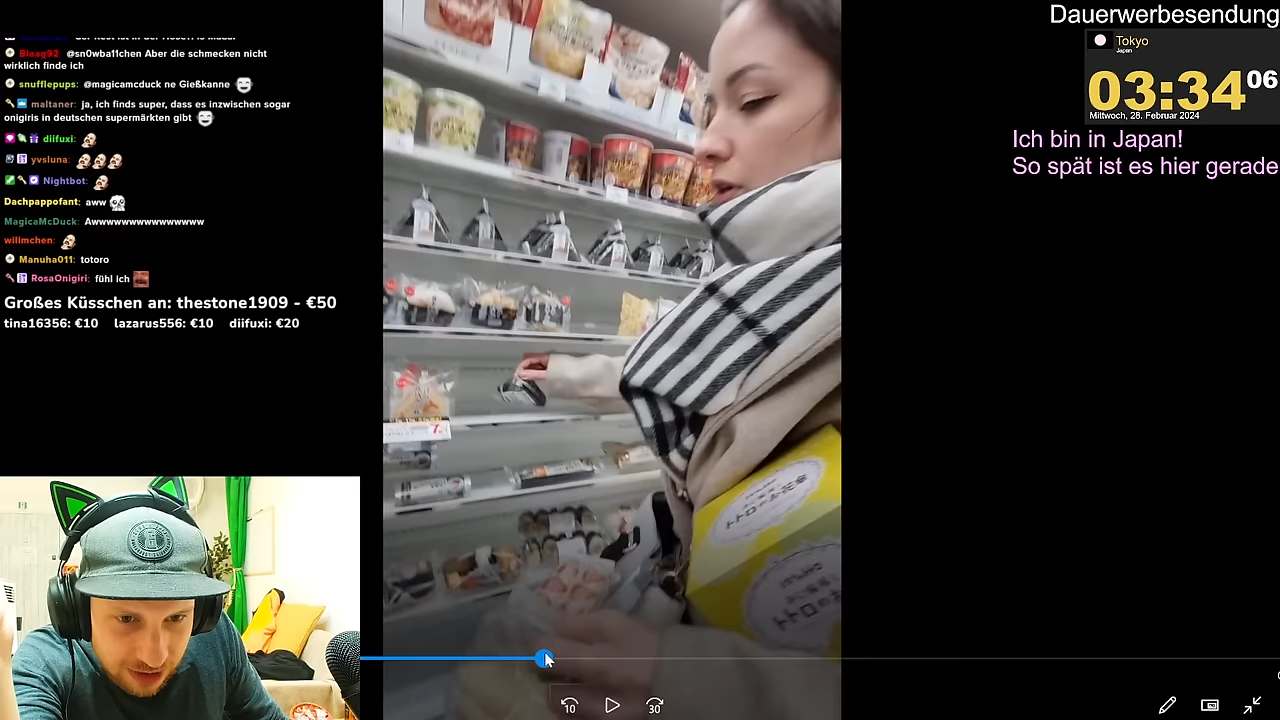 Dauerwerbesendung
Tokyo
Japan
03:34 06
Mittwoch, 28. Februar 2024
Ich bin in Japan!
So spät ist es hier gerade
Blaag92 @sn0wba11chen Aber die schmecken nicht
wirklich finde ich
snufflepups: @magicamcduck ne Gießkanne
maltaner: ja, ich finds super, dass es inzwischen sogar
onigiris in deutschen supermärkten gibt
diifuxi:
yvsluna:
Nightbot:
Dachpappofant: aww
MagicaMcDuck: Awwwwwwwwwwwwwwww
willmchen:
Manuha011: totoro
RosaOnigiri: fühl ich
Großes Küsschen an: thestone1909 - €50
tina16356: €10 lazarus556: €10 diifuxi: €20
10
30